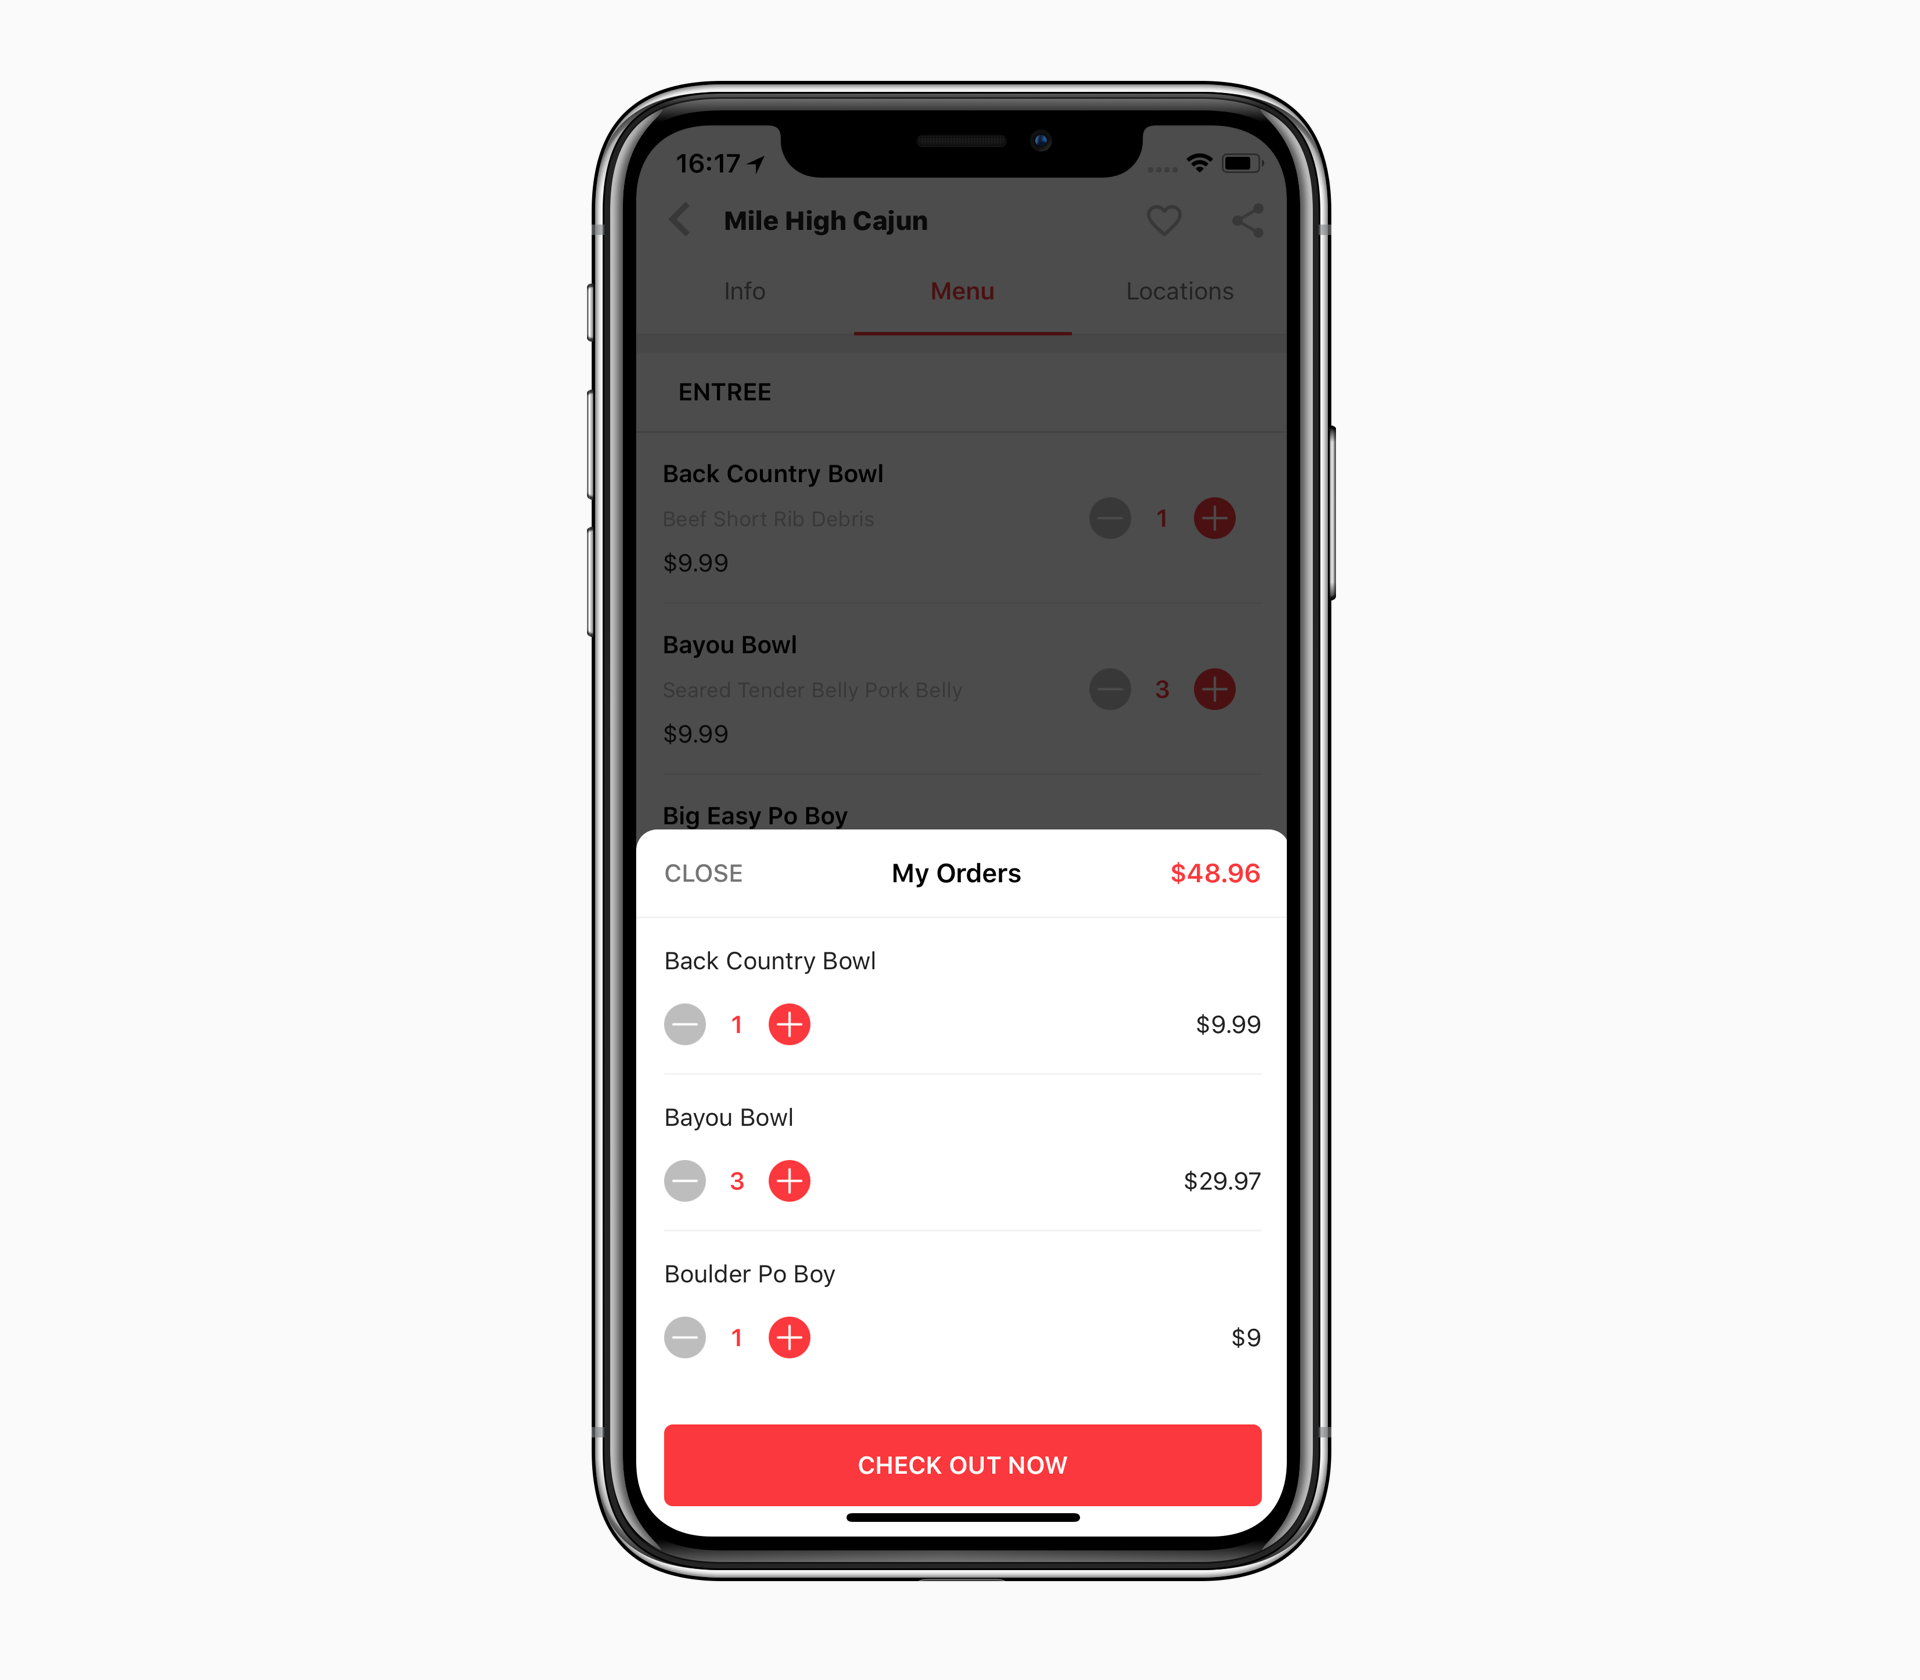 16:17
Mile High Cajun
Info Menu Locations
ENTREE
Back Country Bowl
Beef Short Rib Debris
1
$9.99
Bayou Bowl
Seared Tender Belly Pork Belly
3
$9.99
Big Easy Po Boy
CLOSE My Orders $48.96
Back Country Bowl
1 $9.99
Bayou Bowl
3 $29.97
Boulder Po Boy
1 $9
CHECK OUT NOW